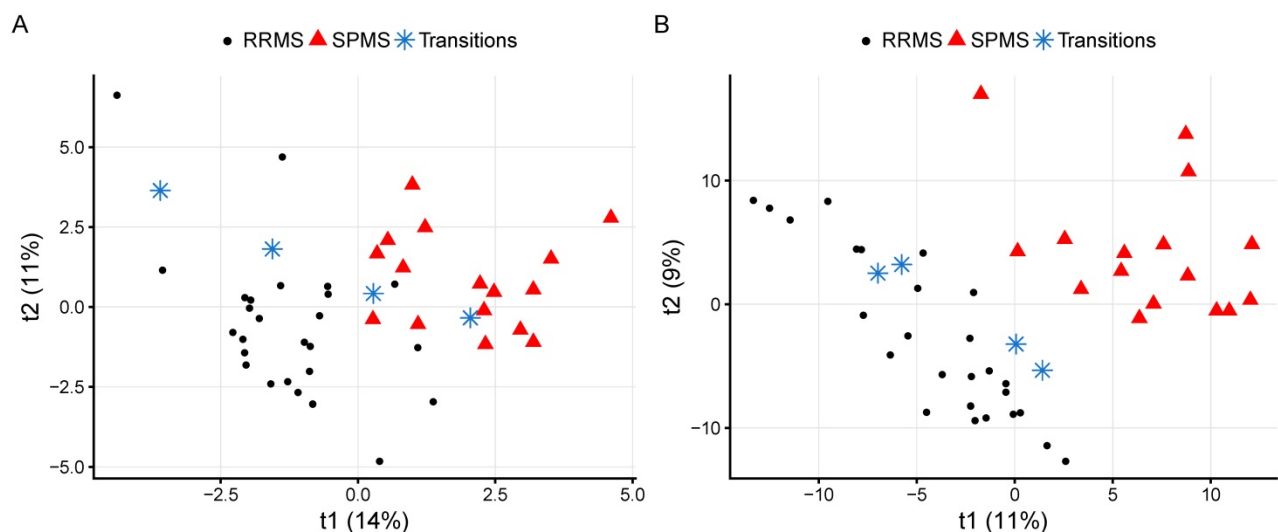 A
RRMS SPMS Transitions
5.0
2.5
0.0
−2.5
−5.0
t2 (11%)
−2.5 0.0 2.5 5.0
t1 (14%)
B
RRMS SPMS Transitions
10
0
−10
t2 (9%)
−10 −5 0 5 10
t1 (11%)